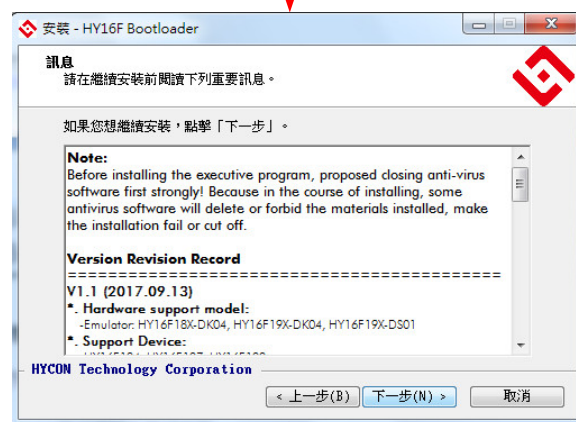 安裝 - HY16F Bootloader
訊息
請在繼續安裝前閱讀下列重要訊息。
如果您想繼續安裝，點擊「下一步」。
Note:
Before installing the executive program, proposed closing anti-virus
software first strongly! Because in the course of installing, some
antivirus software will delete or forbid the materials installed, make
the installation fail or cut off.
Version Revision Record
==================================================
V1.1 (2017.09.13)
*. Hardware support model:
-Emulator: HY16F18X-DK04, HY16F19X-DK04, HY16F19X-DS01
*. Support Device:
HYCON Technology Corporation
< 上一步(B)
下一步(N) >
取消